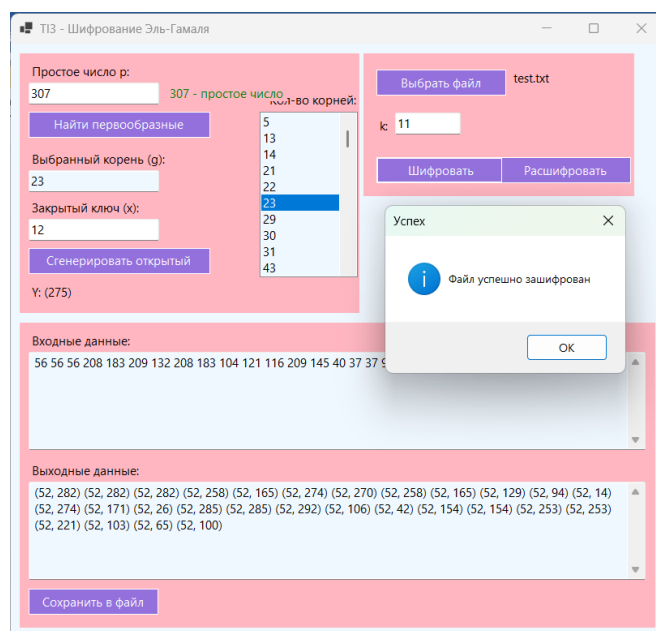 TI3 - Шифрование Эль-Гамаля
Простое число p:
307
307 - простое число
корней:
Найти первообразные
5
13
14
21
22
23
29
30
31
43
Выбранный корень (g):
23
Закрытый ключ (x):
12
Сгенерировать открытый
Y: (275)
Выбрать файл
test.txt
k:
11
Шифровать
Расшифровать
Успех
Файл успешно зашифрован
ОК
Входные данные:
56 56 56 208 183 209 132 208 183 104 121 116 209 145 40 37 37
Выходные данные:
(52, 282) (52, 282) (52, 282) (52, 258) (52, 165) (52, 274) (52, 270) (52, 258) (52, 165) (52, 129) (52, 94) (52, 14)
(52, 274) (52, 171) (52, 26) (52, 285) (52, 285) (52, 292) (52, 106) (52, 42) (52, 154) (52, 154) (52, 253) (52, 253)
(52, 221) (52, 103) (52, 65) (52, 100)
Сохранить в файл